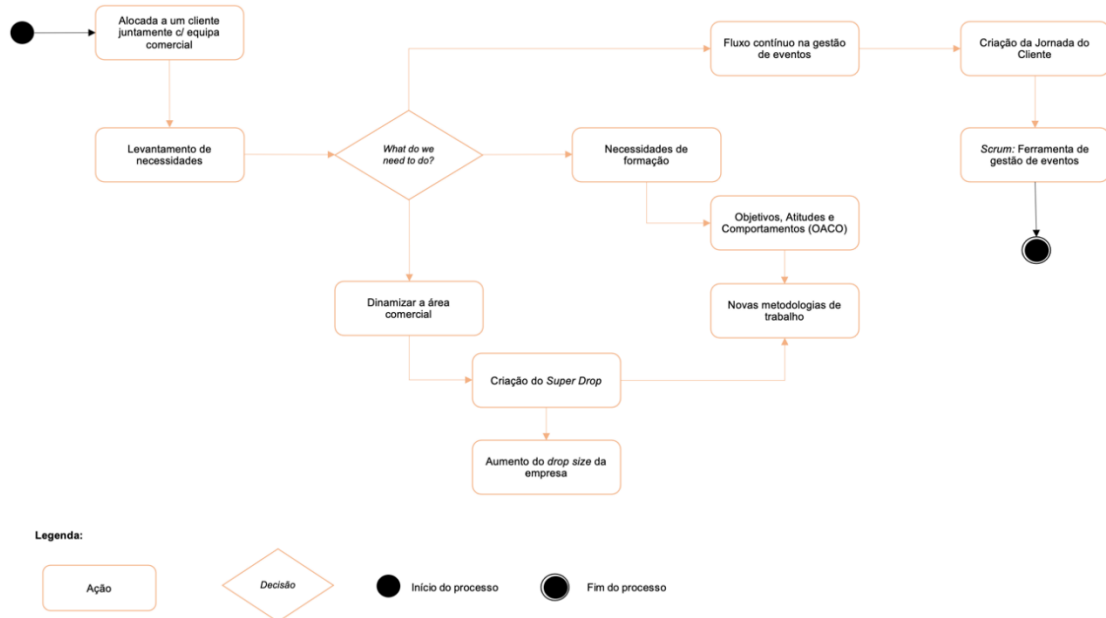 Alocada a um cliente
juntamente c/ equipa
comercial
Fluxo contínuo na gestão
de eventos
Criação da Jornada do
Cliente
Levantamento de
necessidades
What do we
need to do?
Necessidades de
formação
Scrum: Ferramenta de
gestão de eventos
Objetivos, Atitudes e
Comportamentos (OACO)
Dinamizar a área
comercial
Novas metodologias de
trabalho
Criação do Super Drop
Aumento do drop size da
empresa
Legenda:
Ação
Decisão
Início do processo
Fim do processo